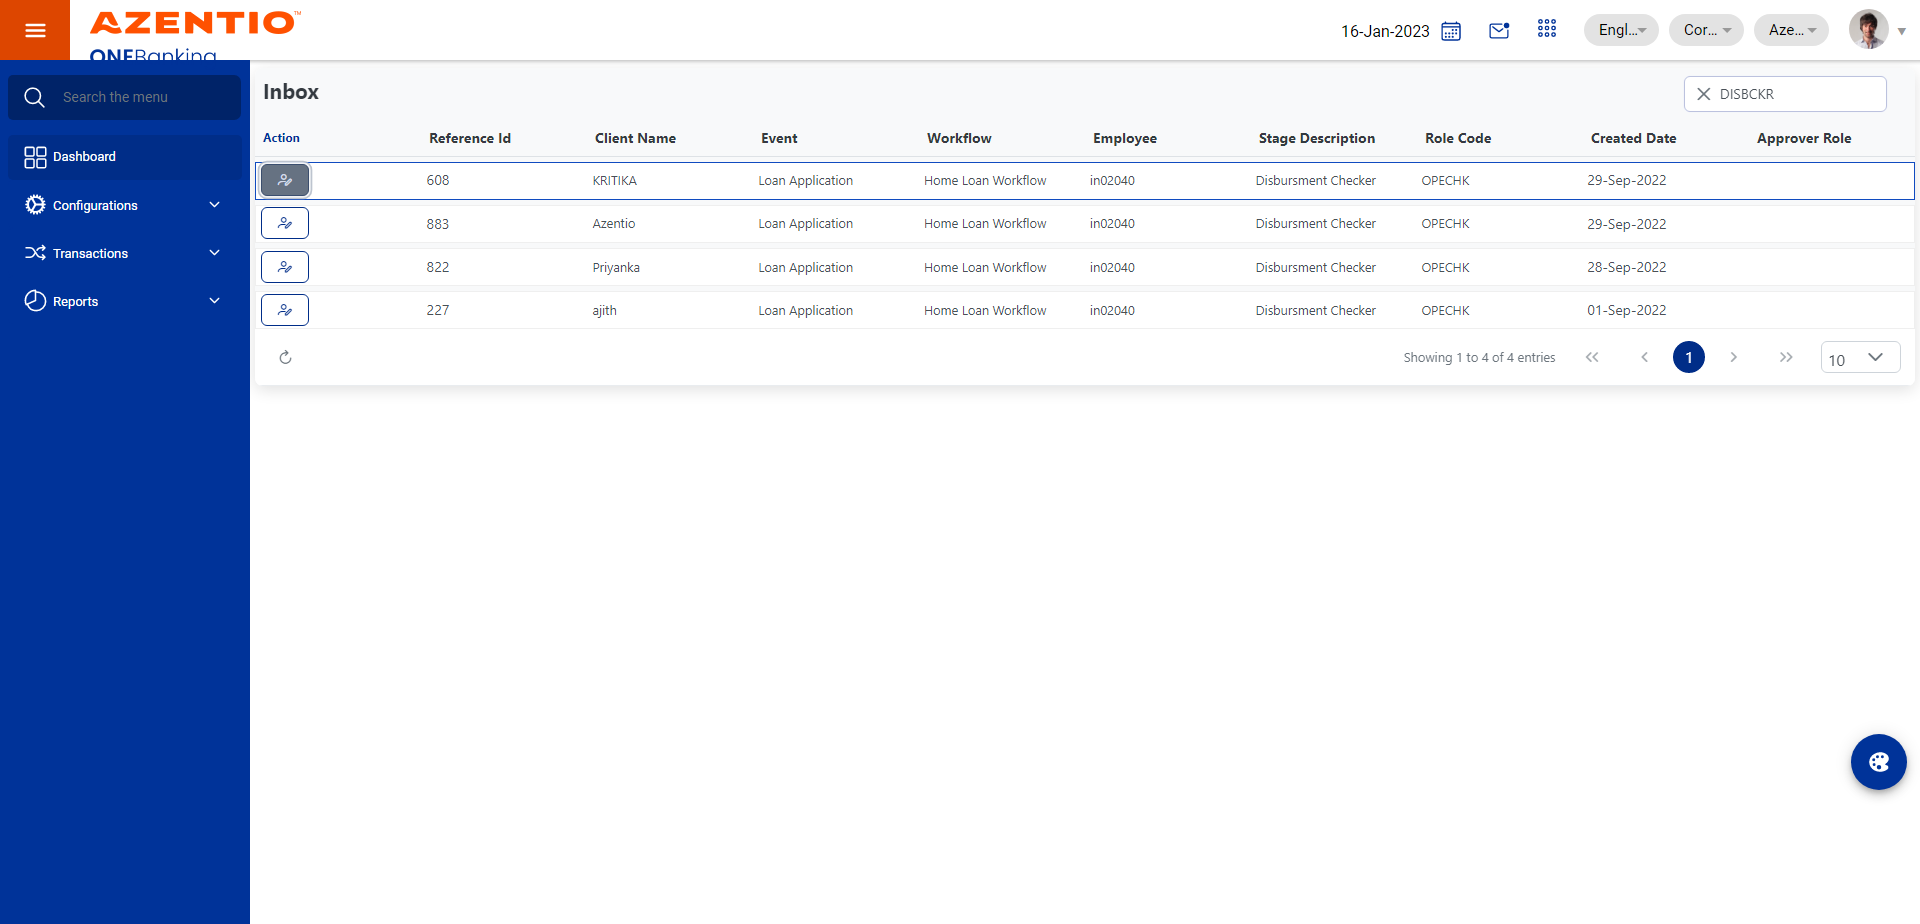 AZENTIO™
ONEBanking
16-Jan-2023
Engl...
Cor...
Aze...
Search the menu
Dashboard
Configurations
Transactions
Reports
Inbox
DISBCKR
Action Reference Id Client Name Event Workflow Employee Stage Description Role Code Created Date Approver Role
608 KRITIKA Loan Application Home Loan Workflow in02040 Disbursment Checker OPECHK 29-Sep-2022
883 Azentio Loan Application Home Loan Workflow in02040 Disbursment Checker OPECHK 29-Sep-2022
822 Priyanka Loan Application Home Loan Workflow in02040 Disbursment Checker OPECHK 28-Sep-2022
227 ajith Loan Application Home Loan Workflow in02040 Disbursment Checker OPECHK 01-Sep-2022
Showing 1 to 4 of 4 entries
1
10